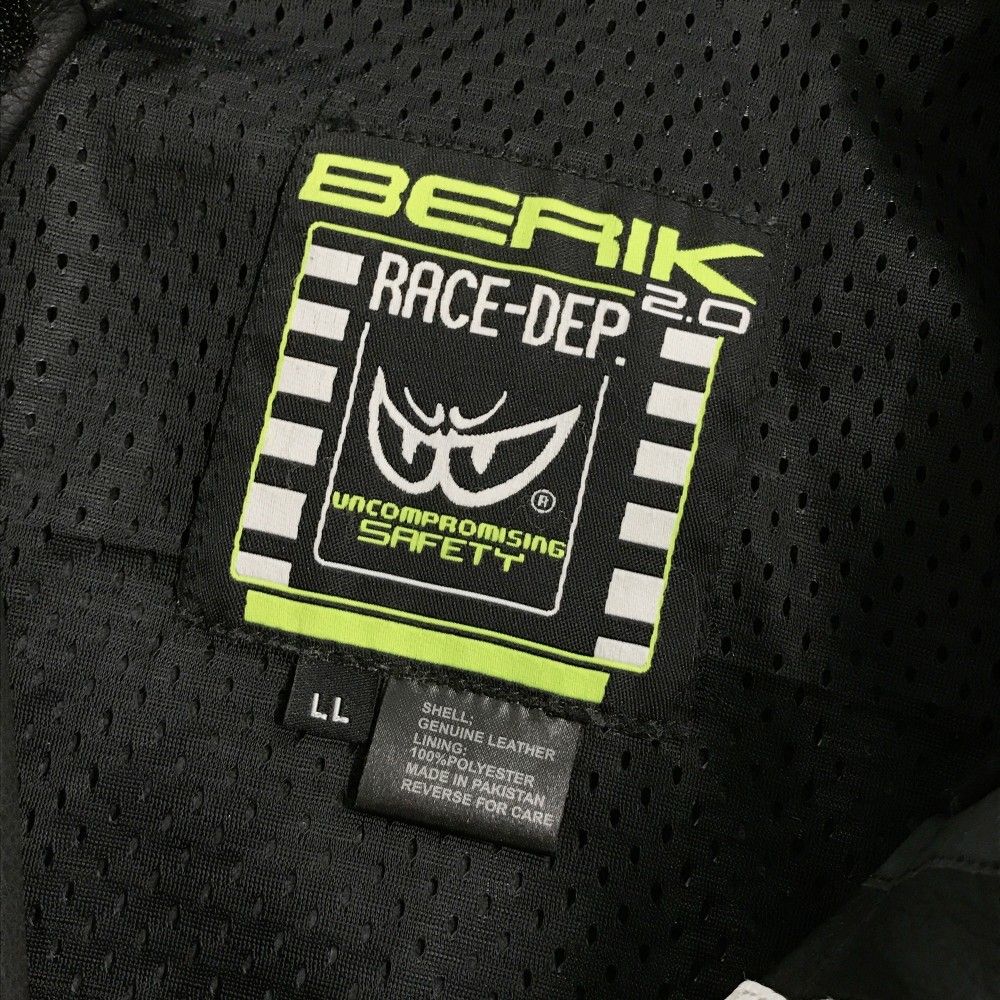 BERIK
2.0
RACE-DEP.
®
UNCOMPROMISING
SAFETY
LL
SHELL;
GENUINE LEATHER
LINING:
100%POLYESTER
MADE IN PAKISTAN
REVERSE FOR CARE